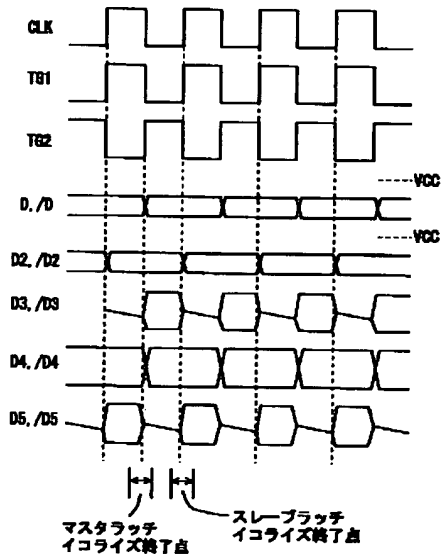 CLK
TG1
TG2
VCC
D,/D
VCC
D2,/D2
D3,/D3
D4,/D4
D5,/D5
マスタラッチ
イコライズ終了点
スレーブラッチ
イコライズ終了点